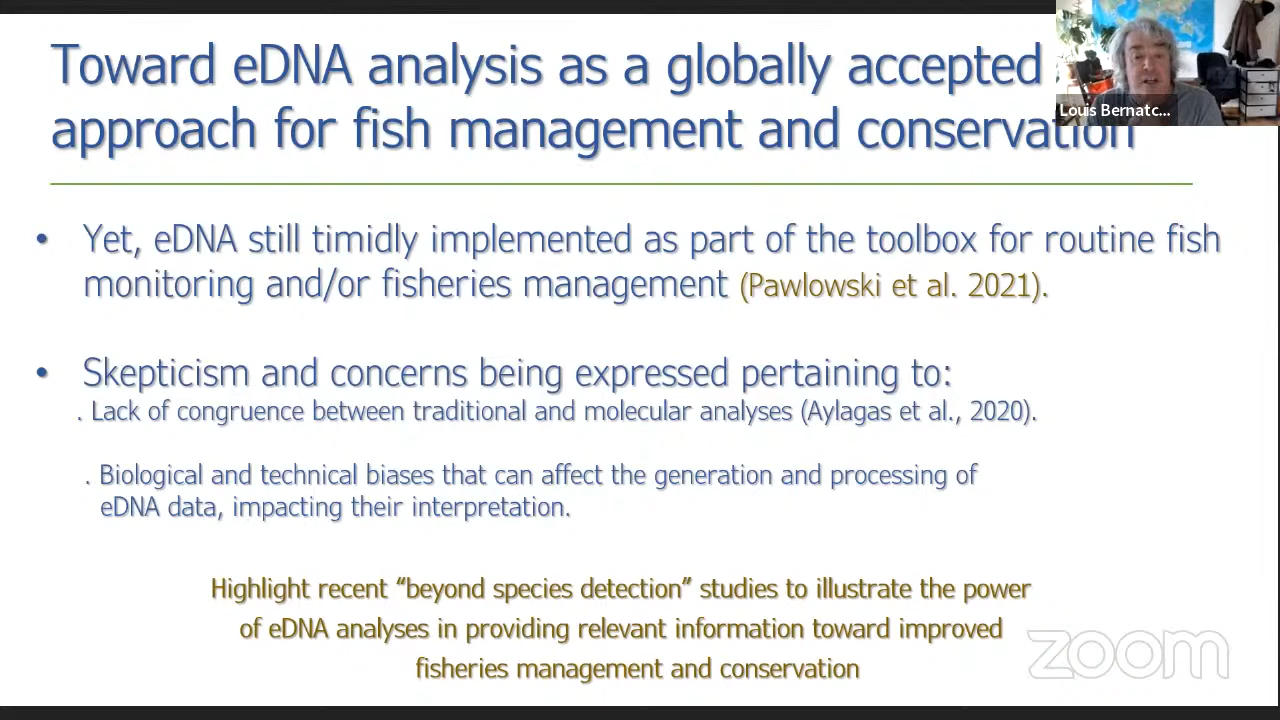 Toward eDNA analysis as a globally accepted
approach for fish management and conservation
Louis Bernatc...
• Yet, eDNA still timidly implemented as part of the toolbox for routine fish
monitoring and/or fisheries management (Pawlowski et al. 2021).
• Skepticism and concerns being expressed pertaining to:
. Lack of congruence between traditional and molecular analyses (Aylagas et al., 2020).
. Biological and technical biases that can affect the generation and processing of
eDNA data, impacting their interpretation.
Highlight recent “beyond species detection” studies to illustrate the power
of eDNA analyses in providing relevant information toward improved
fisheries management and conservation
zoom